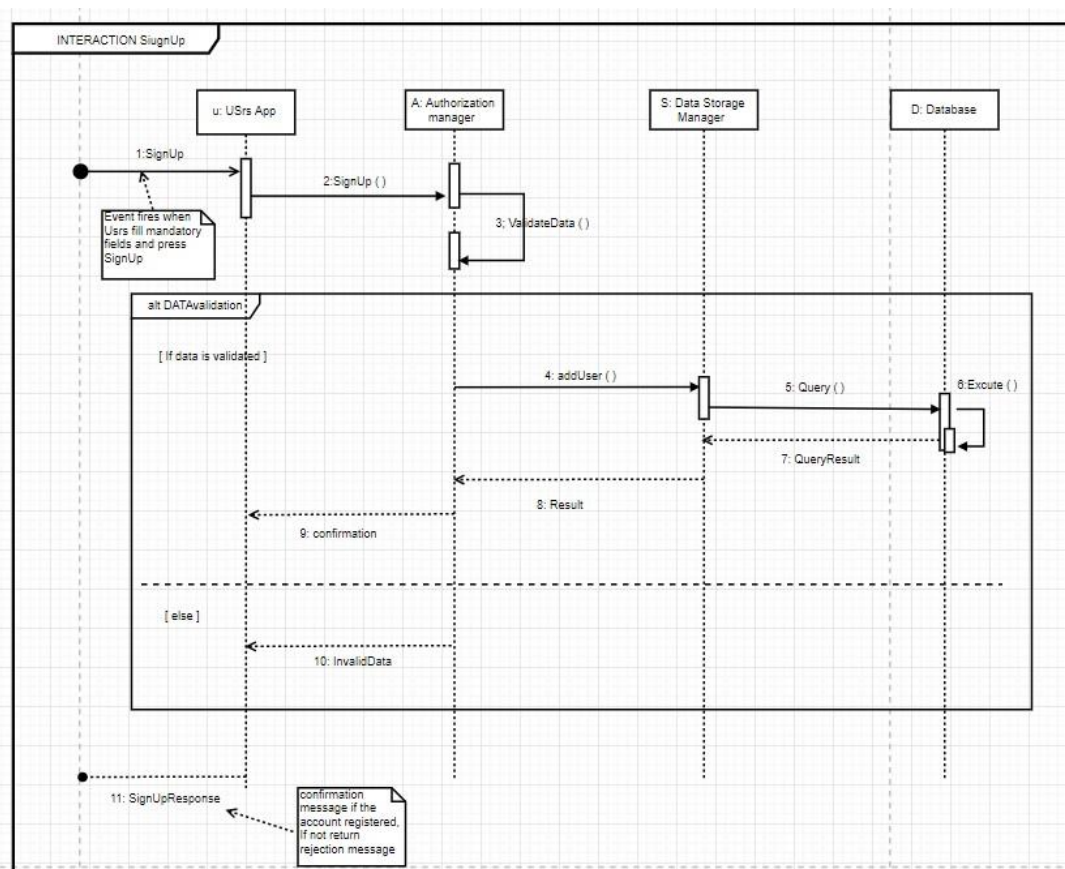 INTERACTION SiugnUp
u: USrs App
A: Authorization
manager
S: Data Storage
Manager
D: Database
1:SignUp
2:SignUp ( )
3; ValidateData ( )
Event fires when
Usrs fill mandatory
fields and press
SignUp
alt DATAvalidation
[ If data is validated ]
4: addUser ( )
5: Query ( )
6:Excute ( )
7: QueryResult
8: Result
9: confirmation
[ else ]
10: InvalidData
11: SignUpResponse
confirmation
message if the
account registered,
If not return
rejection message